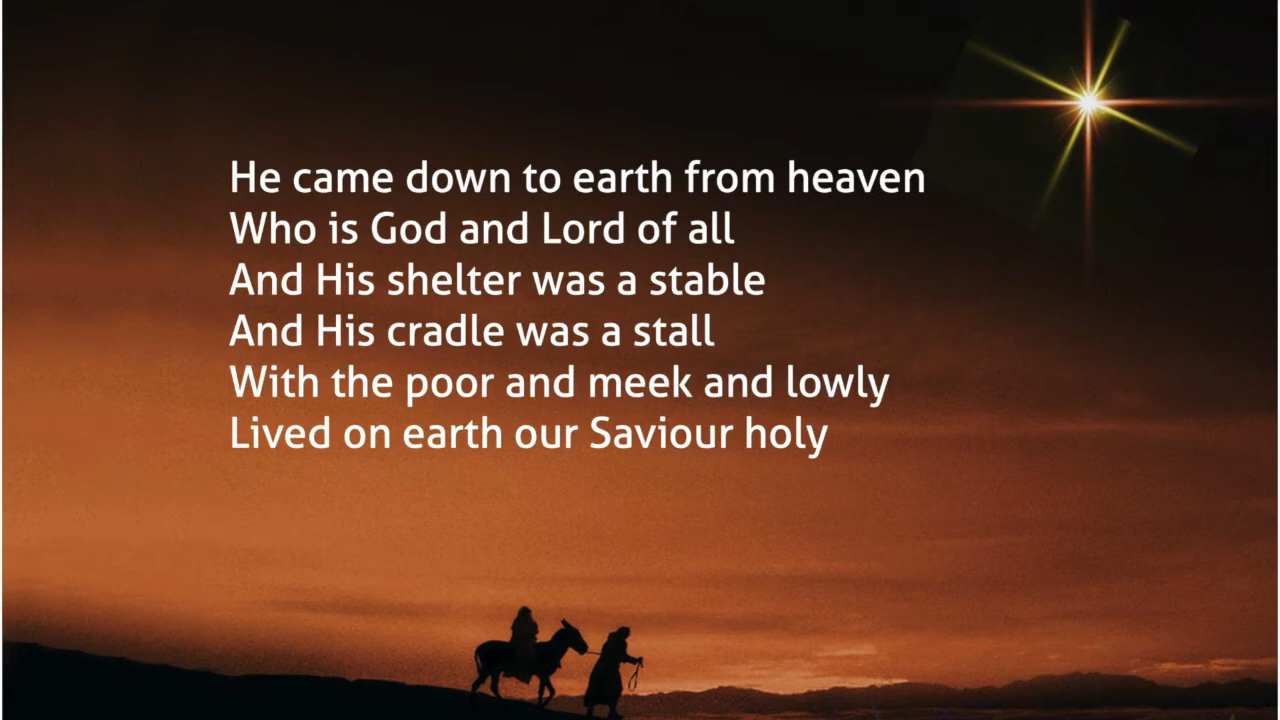 He came down to earth from heaven
Who is God and Lord of all
And His shelter was a stable
And His cradle was a stall
With the poor and meek and lowly
Lived on earth our Saviour holy